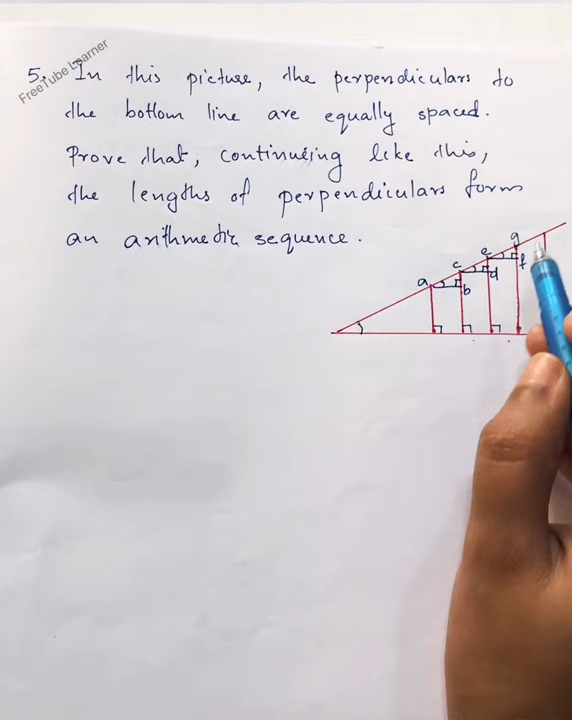 FreeTube Learner
5. In this picture, the perpendiculars to
the bottom line are equally spaced.
Prove that, continuing like this,
the lengths of perpendiculars form
an arithmetic sequence.
g
e
f
c
d
a
b